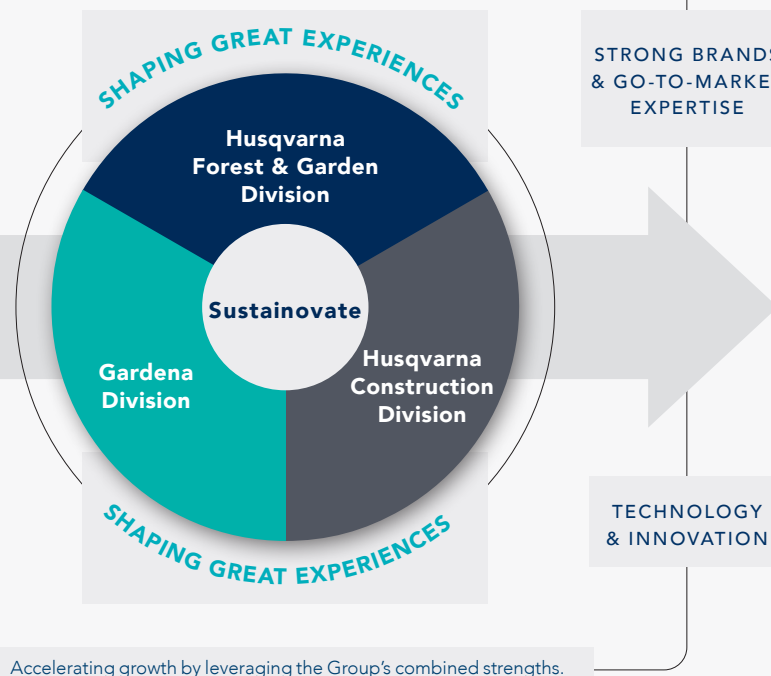 SHAPING GREAT EXPERIENCES
STRONG BRANDS
& GO-TO-MARKE
EXPERTISE
Husqvarna
Forest & Garden
Division
Sustainovate
Gardena
Division
Husqvarna
Construction
Division
TECHNOLOGY
& INNOVATION
SHAPING GREAT EXPERIENCES
Accelerating growth by leveraging the Group's combined strengths.